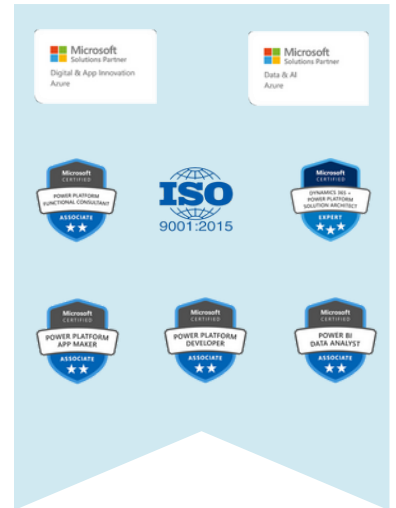 Microsoft
Solutions Partner
Digital & App Innovation
Azure
Microsoft
Solutions Partner
Data & AI
Azure
Microsoft
CERTIFIED
POWER PLATFORM
FUNCTIONAL CONSULTANT
ASSOCIATE
ISO
9001:2015
Microsoft
CERTIFIED
DYNAMICS 365 +
POWER PLATFORM
SOLUTION ARCHITECT
EXPERT
Microsoft
CERTIFIED
POWER PLATFORM
APP MAKER
ASSOCIATE
Microsoft
CERTIFIED
POWER PLATFORM
DEVELOPER
ASSOCIATE
Microsoft
CERTIFIED
POWER BI
DATA ANALYST
ASSOCIATE